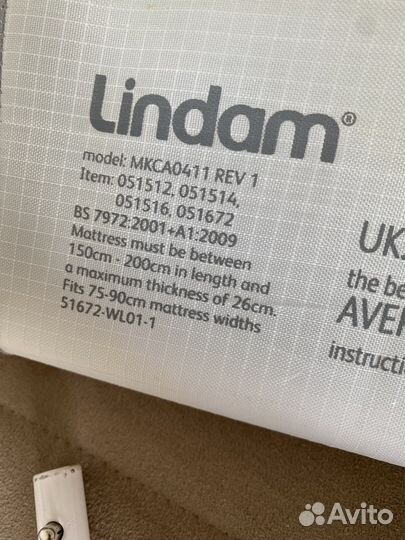 Lindam®
model: MKCA0411 REV 1
Item: 051512, 051514,
051516, 051672
BS 7972:2001+A1:2009
Mattress must be between
150cm - 200cm in length and
a maximum thickness of 26cm.
Fits 75-90cm mattress widths
51672-WL01-1
the be
instructi
Avito